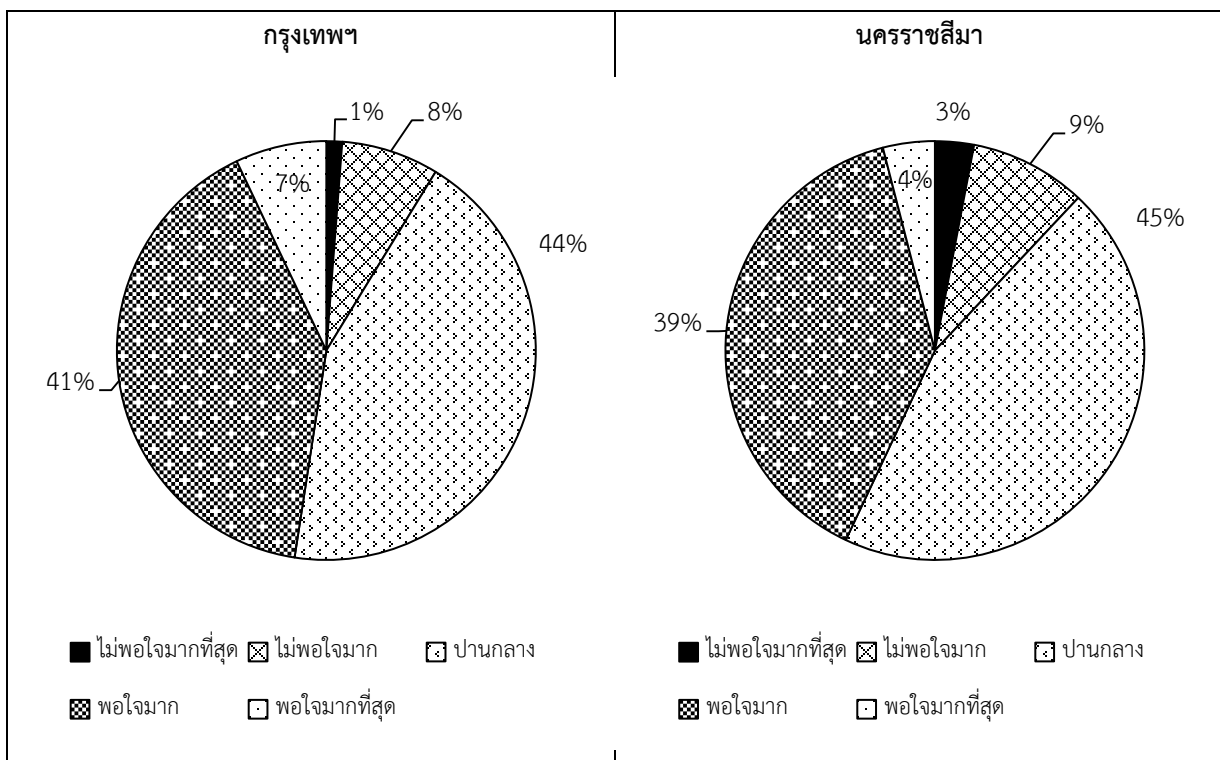 กรุงเทพฯ
1%
8%
7%
44%
41%
ไม่พอใจมากที่สุด ไม่พอใจมาก ปานกลาง
พอใจมาก พอใจมากที่สุด
นครราชสีมา
3%
9%
4%
45%
39%
ไม่พอใจมากที่สุด ไม่พอใจมาก ปานกลาง
พอใจมาก พอใจมากที่สุด